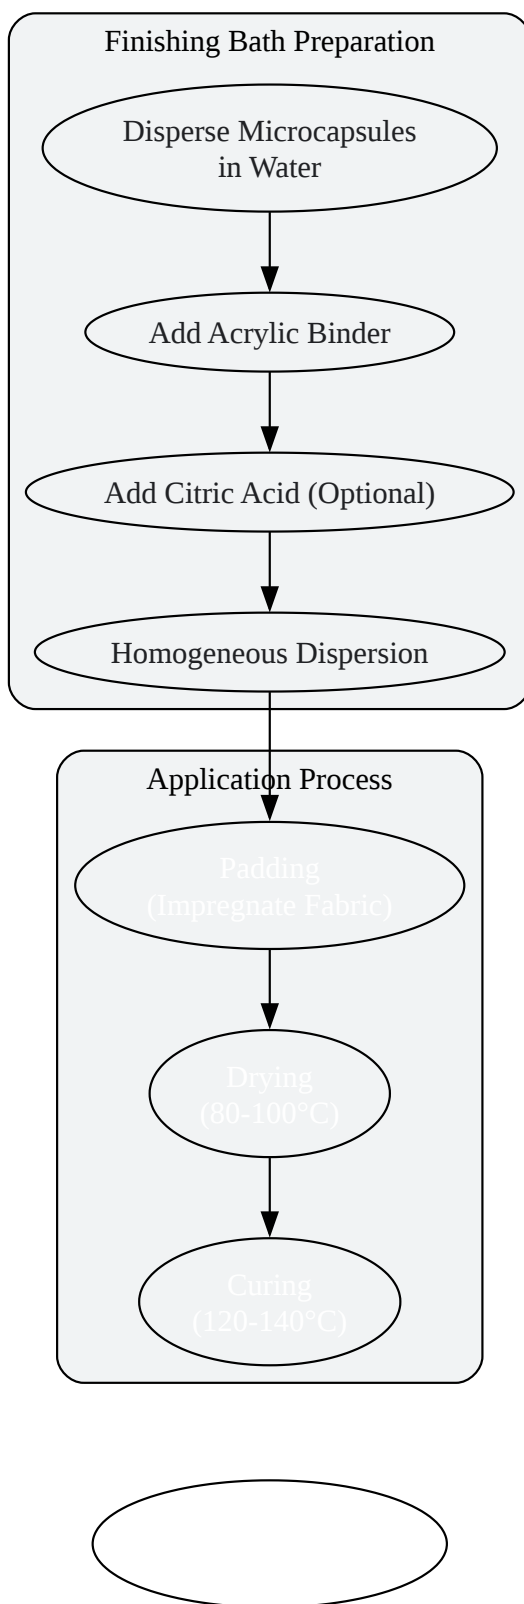 Finishing Bath Preparation
Disperse Microcapsules
in Water
Add Acrylic Binder
Add Citric Acid (Optional)
Homogeneous Dispersion
Application Process
Padding
(Impregnate Fabric)
Drying
(80-100°C)
Curing
(120-140°C)